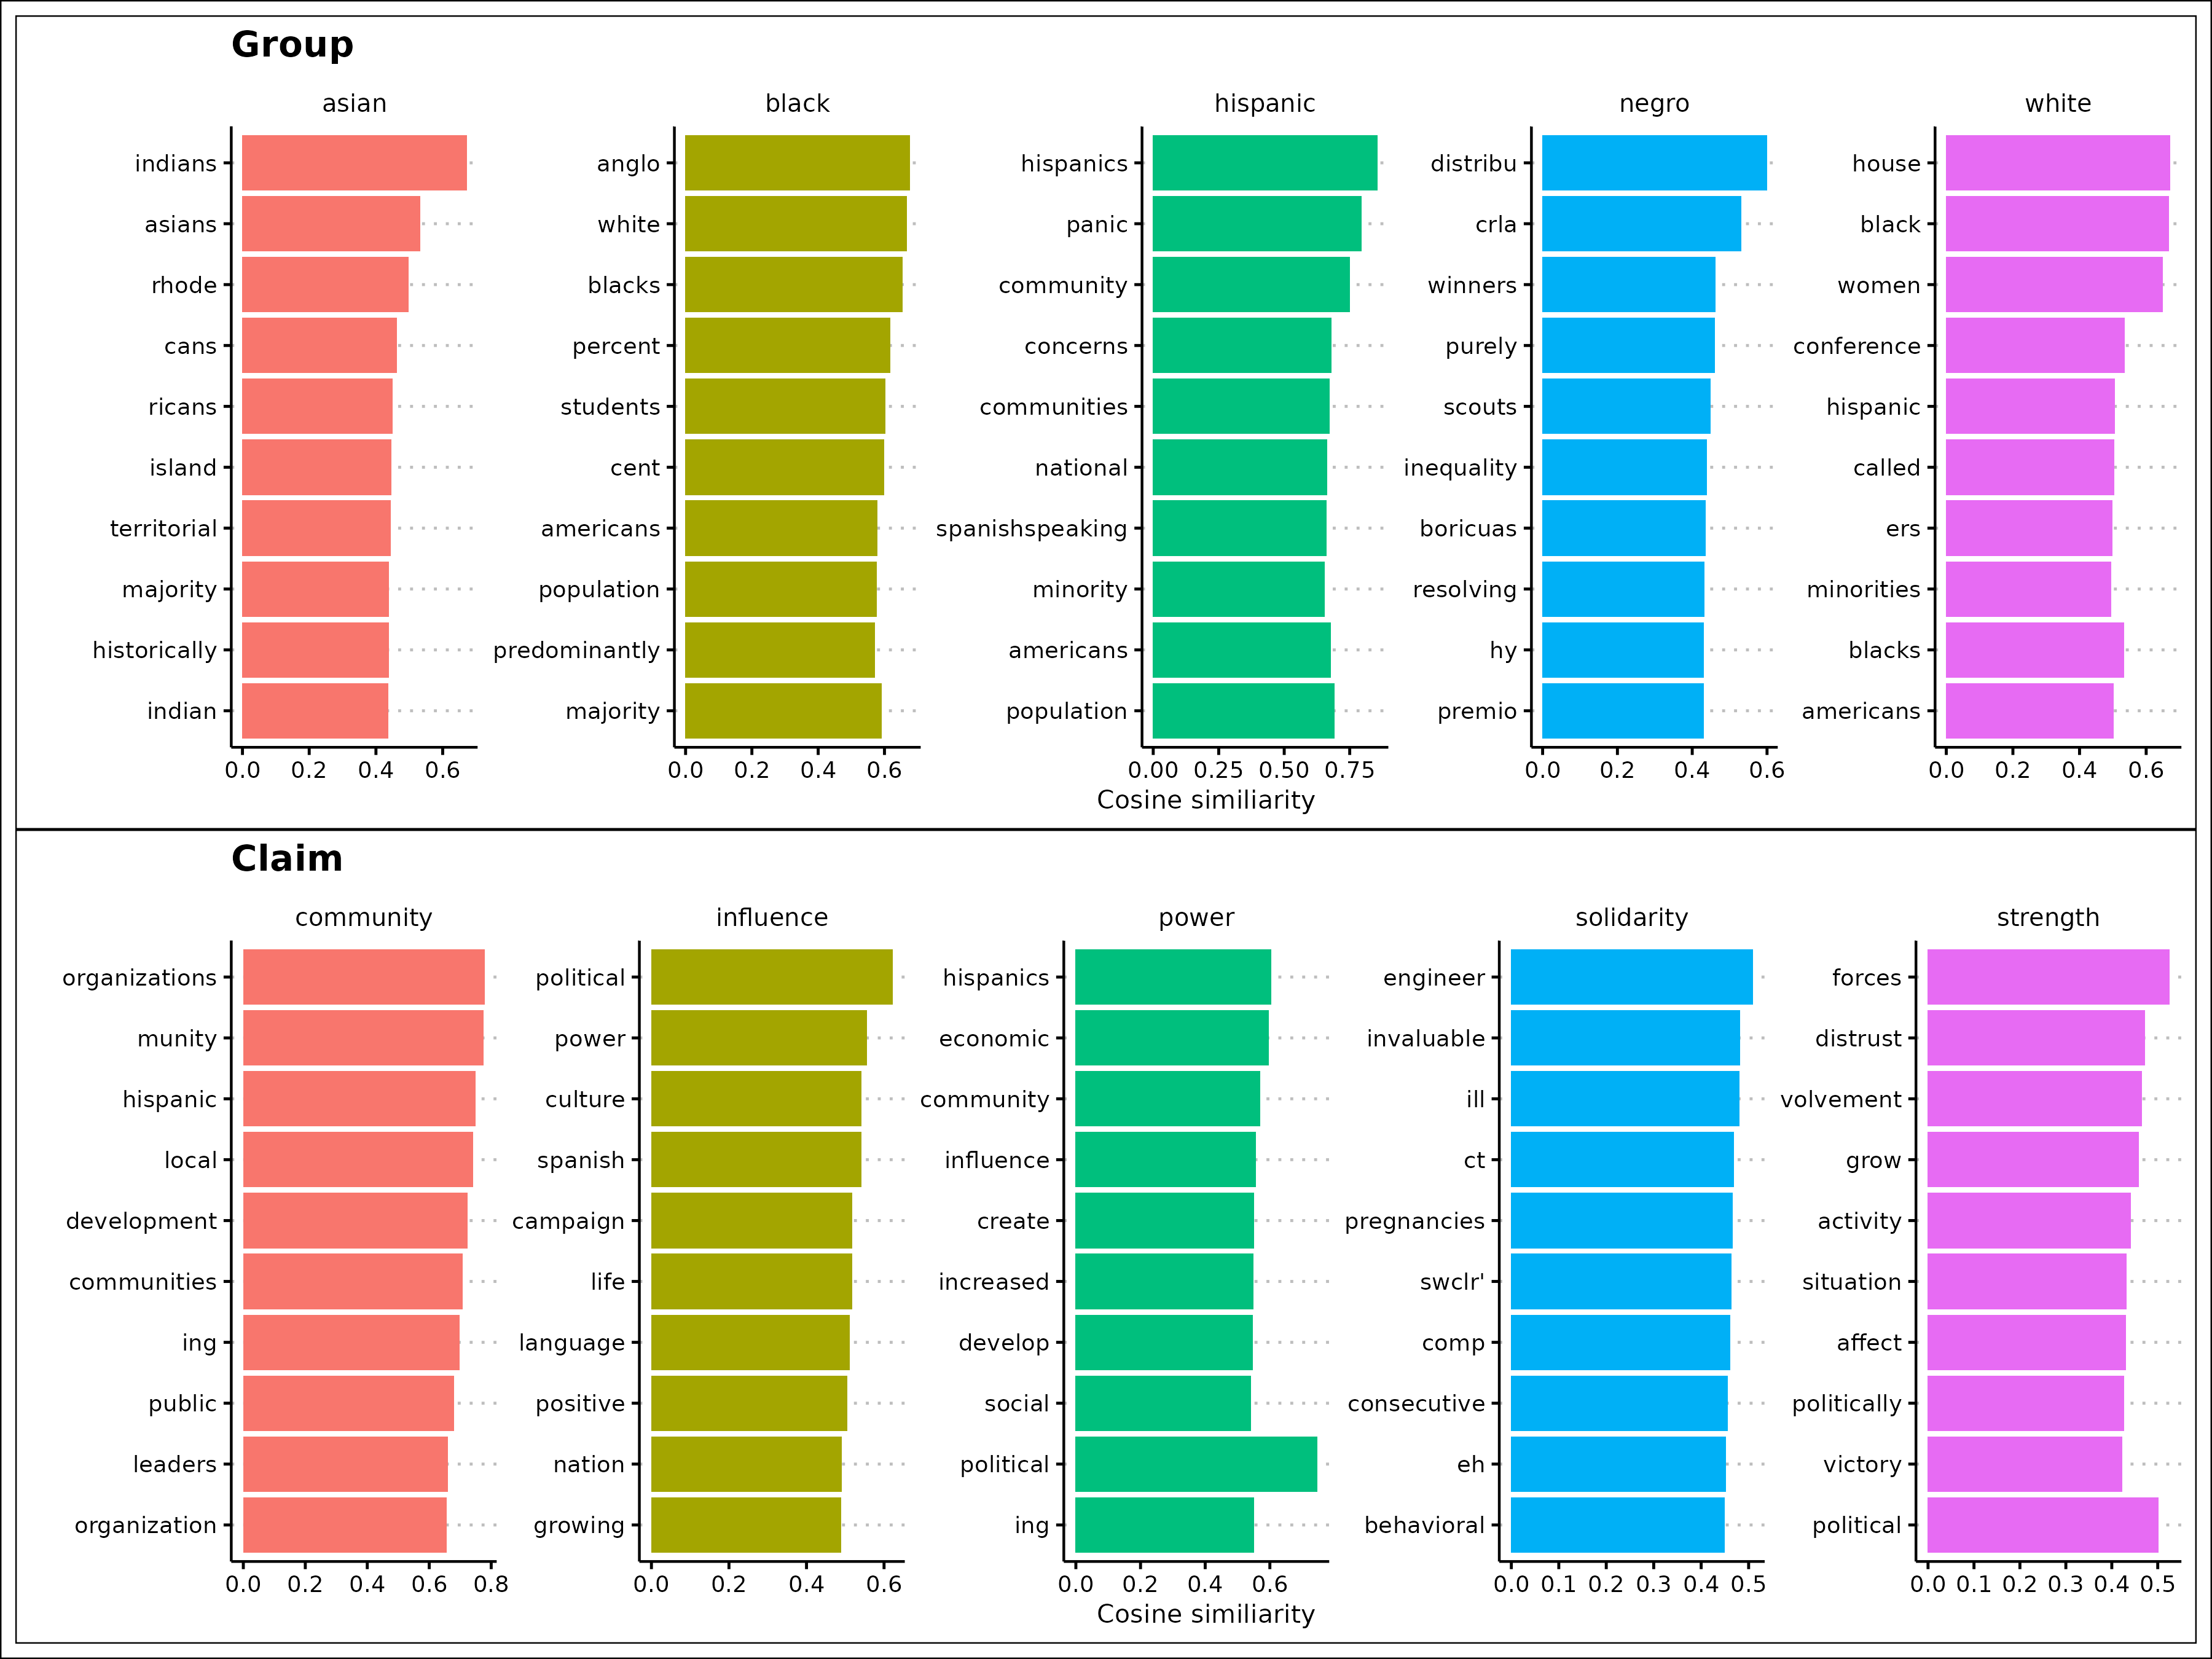 Group
asian
indians
asians
rhode
cans
ricans
island
territorial
majority
historically
indian
0.0 0.2 0.4 0.6
black
anglo
white
blacks
percent
students
cent
americans
population
predominantly
majority
0.0 0.2 0.4 0.6
hispanic
hispanics
panic
community
concerns
communities
national
spanishspeaking
minority
americans
population
0.00 0.25 0.50 0.75
negro
distribu
crla
winners
purely
scouts
inequality
boricuas
resolving
hy
premio
0.0 0.2 0.4 0.6
white
house
black
women
conference
hispanic
called
ers
minorities
blacks
americans
0.0 0.2 0.4 0.6
Cosine similiarity
Claim
community
organizations
munity
hispanic
local
development
communities
ing
public
leaders
organization
0.0 0.2 0.4 0.6 0.8
influence
political
power
culture
spanish
campaign
life
language
positive
nation
growing
0.0 0.2 0.4 0.6
power
hispanics
economic
community
influence
create
increased
develop
social
political
ing
0.0 0.2 0.4 0.6
solidarity
engineer
invaluable
ill
ct
pregnancies
swclr'
comp
consecutive
eh
behavioral
0.0 0.1 0.2 0.3 0.4 0.5
strength
forces
distrust
volvement
grow
activity
situation
affect
politically
victory
political
0.0 0.1 0.2 0.3 0.4 0.5
Cosine similiarity